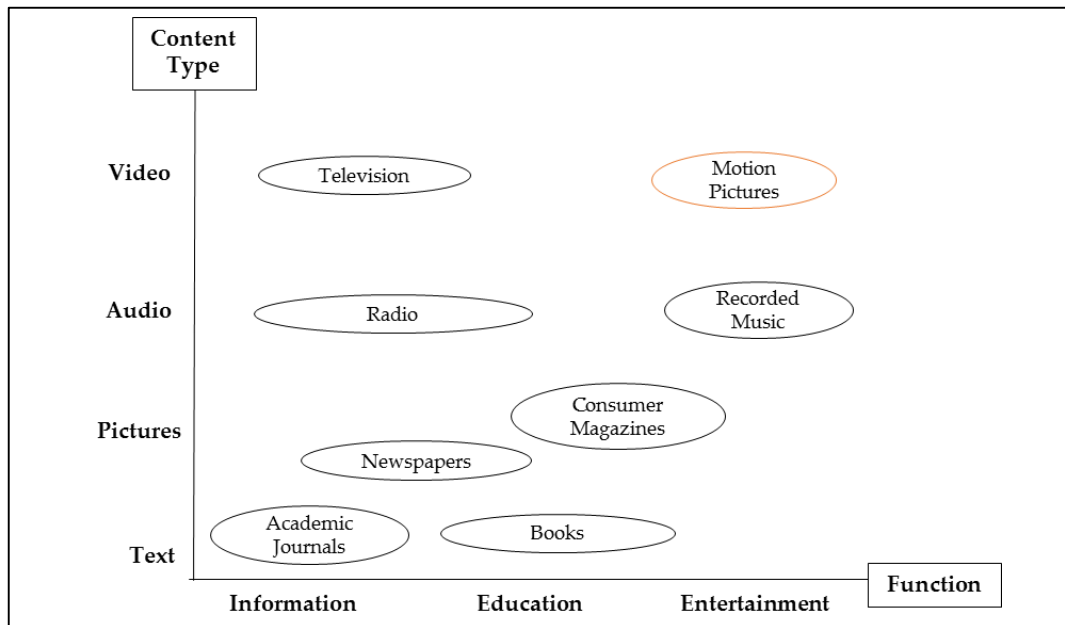 Content
Type
Video
Television
Motion
Pictures
Audio
Radio
Recorded
Music
Pictures
Consumer
Magazines
Newspapers
Text
Academic
Journals
Books
Function
Information
Education
Entertainment